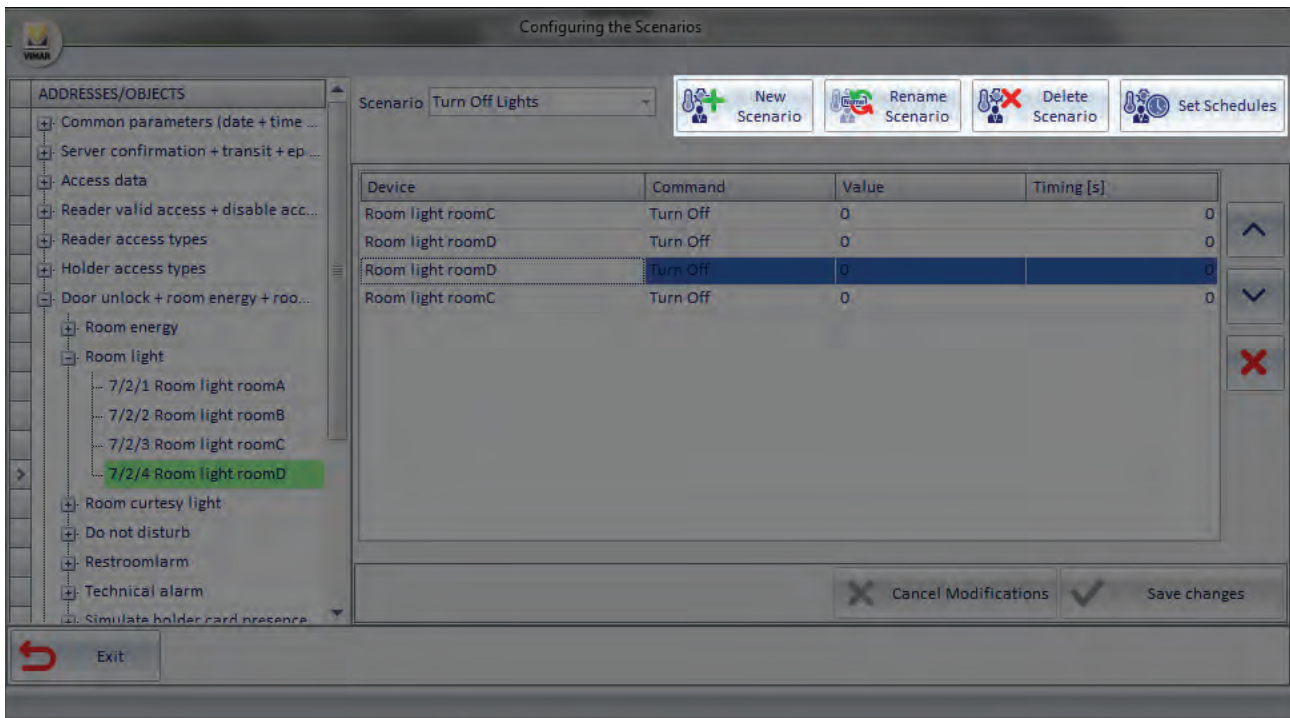 Configuring the Scenarios
VIMAR
ADDRESSES/OBJECTS
Common parameters (date + time ...
Server confirmation + transit + ep ...
Access data
Reader valid access + disable acc...
Reader access types
Holder access types
Door unlock + room energy + roo...
Room energy
Room light
7/2/1 Room light roomA
7/2/2 Room light roomB
7/2/3 Room light roomC
7/2/4 Room light roomD
Room curtesy light
Do not disturb
Restroomlarm
Technical alarm
Simulate holder card presence
Scenario Turn Off Lights
New Scenario
Rename Scenario
Delete Scenario
Set Schedules
Device Command Value Timing [s]
Room light roomC Turn Off 0 0
Room light roomD Turn Off 0 0
Room light roomD Turn Off 0 0
Room light roomC Turn Off 0 0
Cancel Modifications
Save changes
Exit